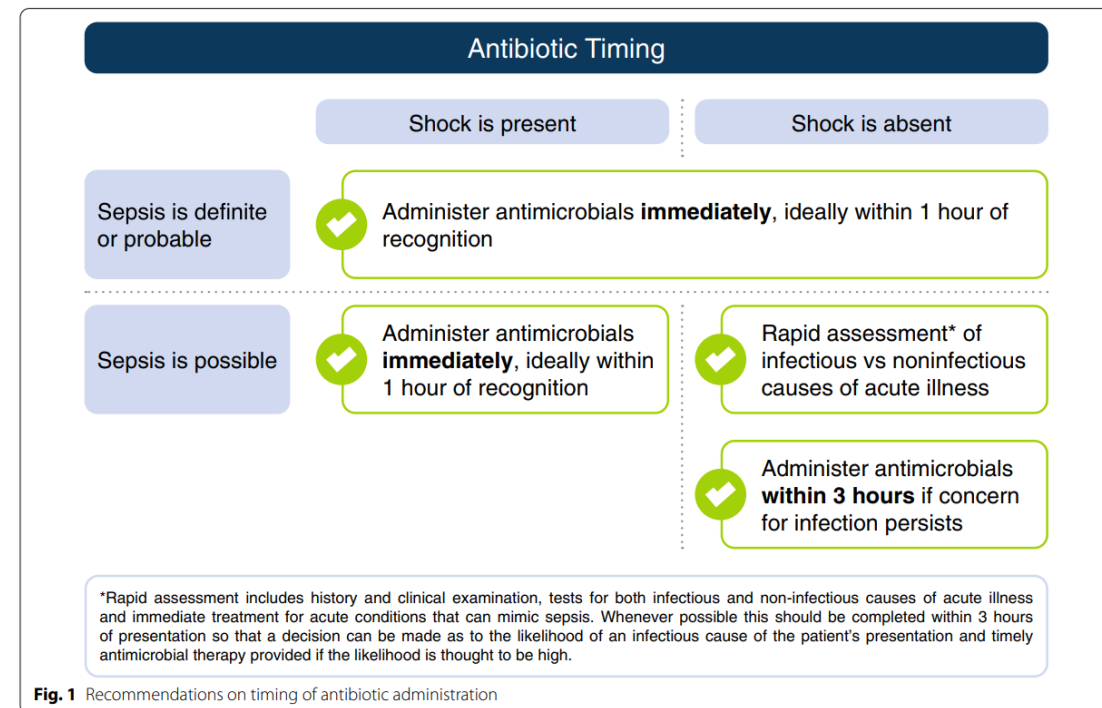 Antibiotic Timing
Shock is present
Shock is absent
Sepsis is definite
or probable
Administer antimicrobials immediately, ideally within 1 hour of
recognition
Sepsis is possible
Administer antimicrobials
immediately, ideally within
1 hour of recognition
Rapid assessment* of
infectious vs noninfectious
causes of acute illness
Administer antimicrobials
within 3 hours if concern
for infection persists
*Rapid assessment includes history and clinical examination, tests for both infectious and non-infectious causes of acute illness
and immediate treatment for acute conditions that can mimic sepsis. Whenever possible this should be completed within 3 hours
of presentation so that a decision can be made as to the likelihood of an infectious cause of the patient's presentation and timely
antimicrobial therapy provided if the likelihood is thought to be high.
Fig. 1 Recommendations on timing of antibiotic administration